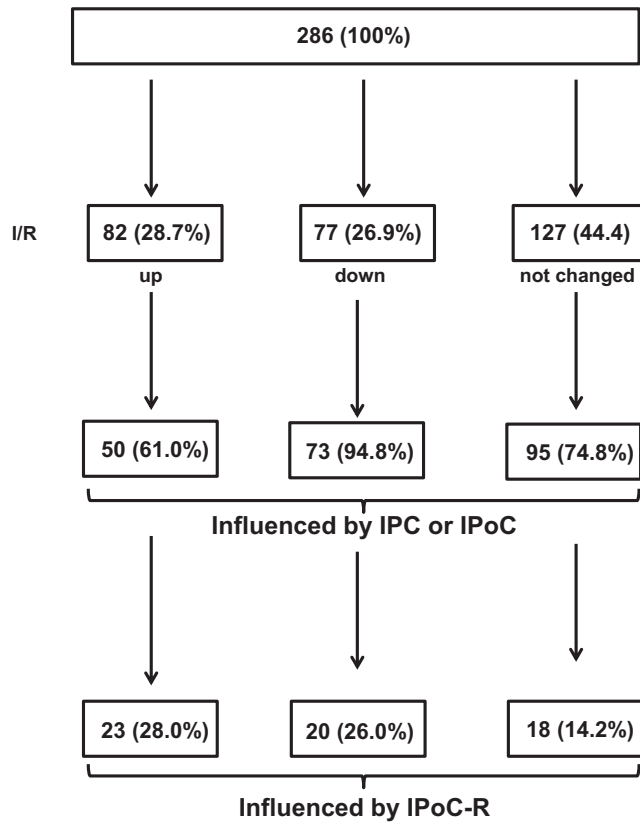 286 (100%)
I/R 82 (28.7%) 77 (26.9%) 127 (44.4)
up down not changed
50 (61.0%) 73 (94.8%) 95 (74.8%)
Influenced by IPC or IPoC
23 (28.0%) 20 (26.0%) 18 (14.2%)
Influenced by IPoC-R